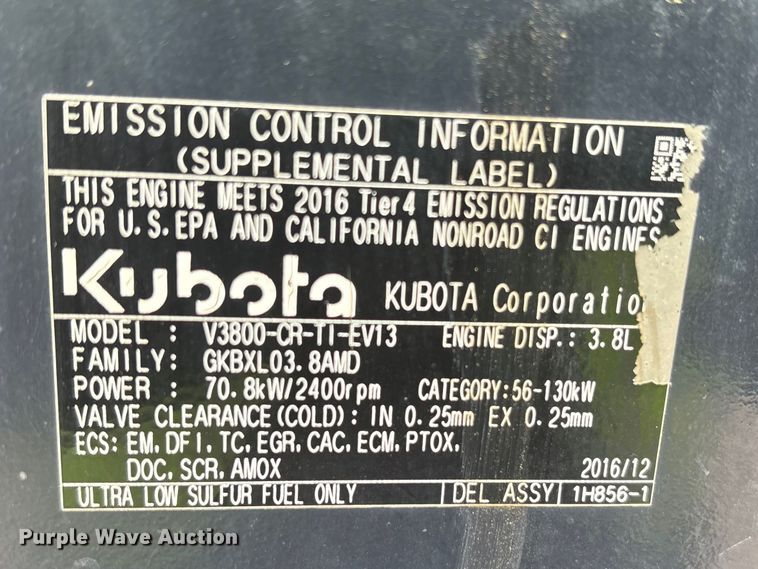 EMISSION CONTROL INFORMATION
(SUPPLEMENTAL LABEL)
THIS ENGINE MEETS 2016 Tier4 EMISSION REGULATIONS
FOR U.S.EPA AND CALIFORNIA NONROAD CI ENGINES
Kubota KUBOTA Corporatio
MODEL : V3800-CR-TI-EV13 ENGINE DISP.: 3.8L
FAMILY: GKBXL03.8AMD
POWER : 70.8kW/2400rpm CATEGORY:56-130kW
VALVE CLEARANCE(COLD): IN 0.25mm EX 0.25mm
ECS: EM, DFI, TC, EGR, CAC, ECM, PTOX,
DOC, SCR, AMOX 2016/12
ULTRA LOW SULFUR FUEL ONLY DEL ASSY 1H856-1
Purple Wave Auction